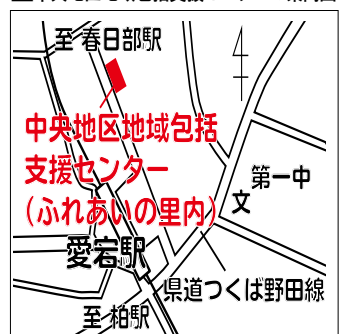 至 春日部駅
中央地区地域包括
支援センター
(ふれあいの里内)
第一中
文
愛宕駅
県道つくば野田線
至 柏駅